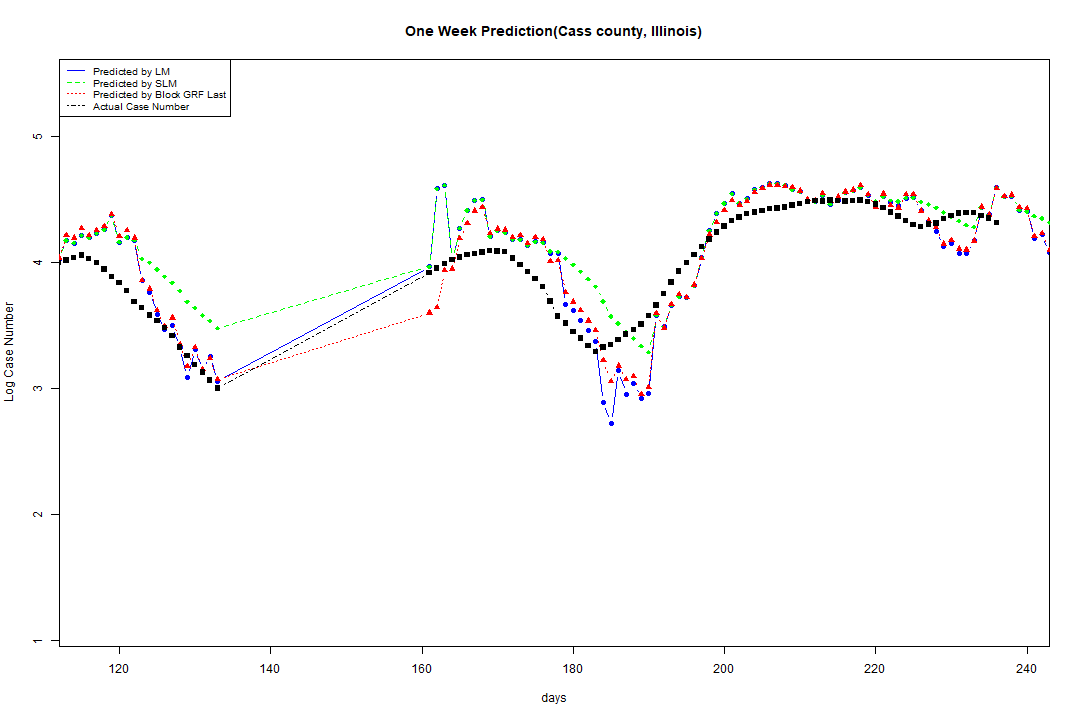 One Week Prediction(Cass county, Illinois)
Predicted by LM
Predicted by SLM
Predicted by Block GRF Last
Actual Case Number
5
4
3
2
1
Log Case Number
120 140 160 180 200 220 240
days